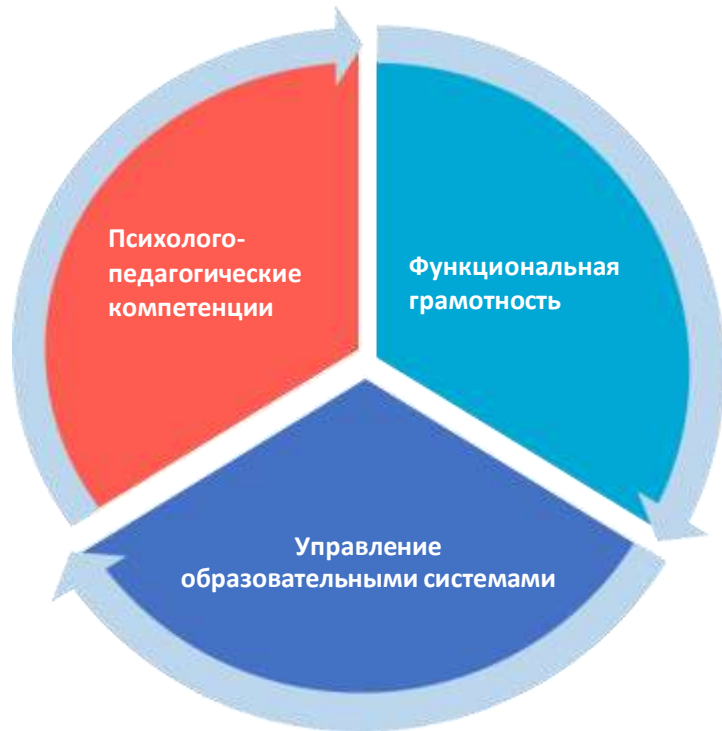 Психолого-
педагогические
компетенции
Функциональная
грамотность
Управление
образовательными системами